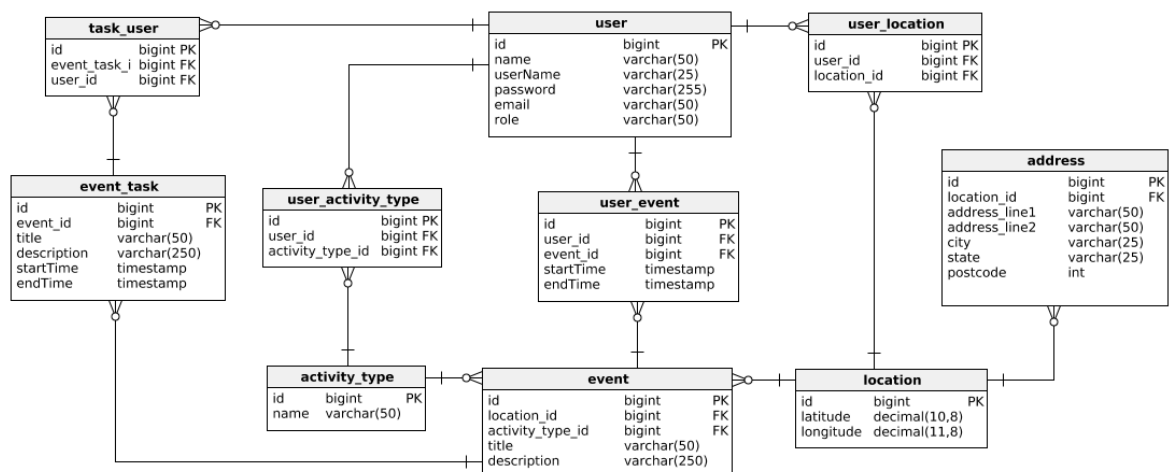 task_user
id bigint PK
event_task_i bigint FK
user_id bigint FK
user
id bigint PK
name varchar(50)
userName varchar(25)
password varchar(255)
email varchar(50)
role varchar(50)
user_location
id bigint PK
user_id bigint FK
location_id bigint FK
event_task
id bigint PK
event_id bigint FK
title varchar(50)
description varchar(250)
startTime timestamp
endTime timestamp
user_activity_type
id bigint PK
user_id bigint FK
activity_type_id bigint FK
user_event
id bigint PK
user_id bigint FK
event_id bigint FK
startTime timestamp
endTime timestamp
address
id bigint PK
location_id bigint FK
address_line1 varchar(50)
address_line2 varchar(50)
city varchar(25)
state varchar(25)
postcode int
activity_type
id bigint PK
name varchar(50)
event
id bigint PK
location_id bigint FK
activity_type_id bigint FK
title varchar(50)
description varchar(250)
location
id bigint PK
latitude decimal(10,8)
longitude decimal(11,8)